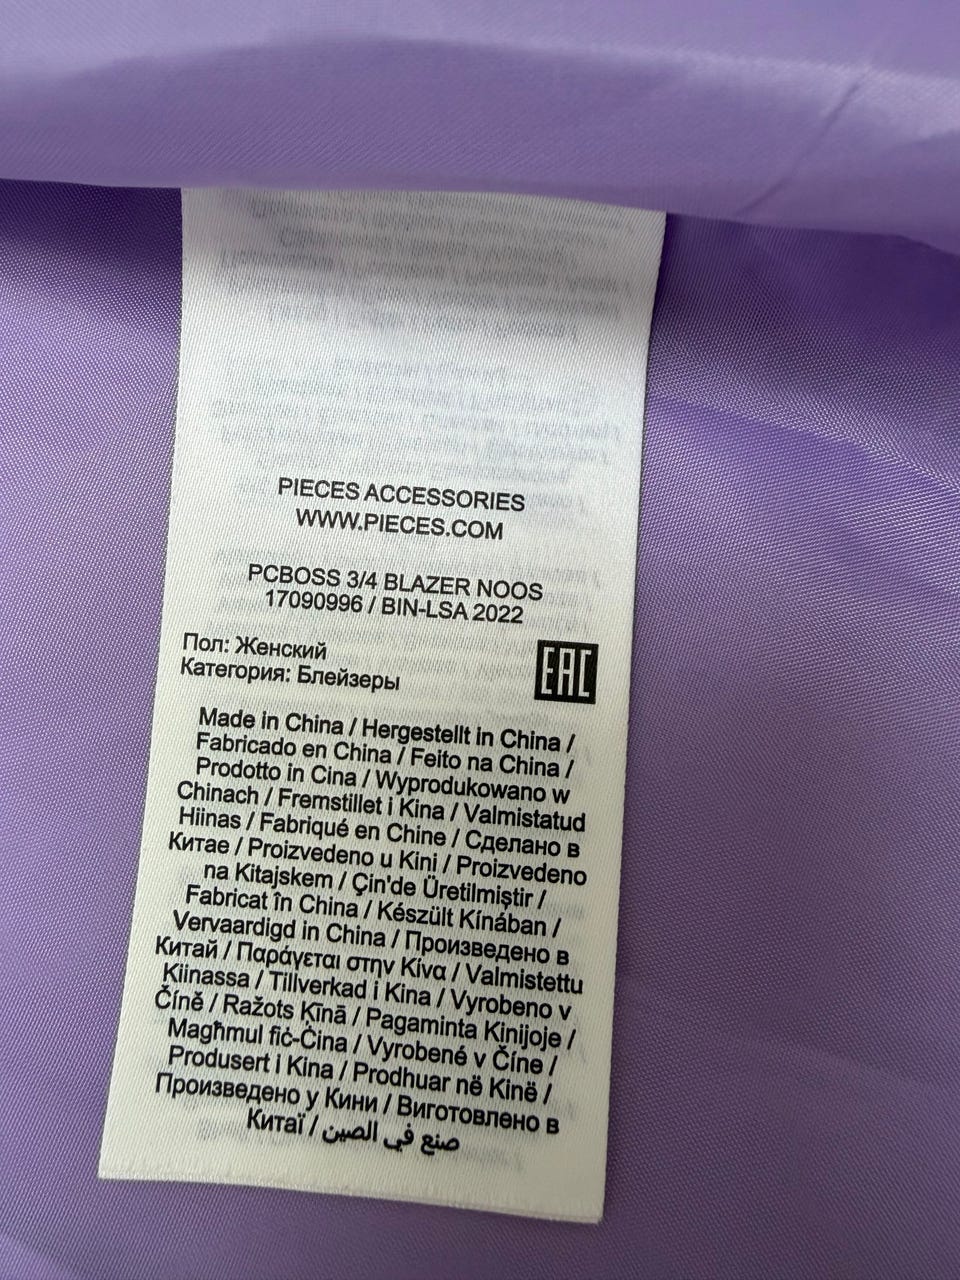 PIECES ACCESSORIES
WWW.PIECES.COM
PCBOSS 3/4 BLAZER NOOS
17090996 / BIN-LSA 2022
Пол: Женский
Категория: Блейзеры
EAC
Made in China / Hergestellt in China /
Fabricado en China / Feito na China /
Prodotto in Cina / Wyprodukowano w
Chinach / Fremstillet i Kina / Valmistatud
Hiinas / Fabriqué en Chine / Сделано в
Китае / Proizvedeno u Kini / Proizvedeno
na Kitajskem / Çin'de Üretilmiştir /
Fabricat în China / Készült Kínában /
Vervaardigd in China / Произведено в
Китай / Παράγεται στην Κίνα / Valmistettu
Kiinassa / Tillverkad i Kina / Vyrobeno v
Číně / Ražots Ķīnā / Pagaminta Kinijoje /
Magħmul fiċ-Ċina / Vyrobené v Číne /
Produsert i Kina / Prodhuar në Kinë /
Произведено у Кини / Виготовлено в
Китаї / صنع في الصين